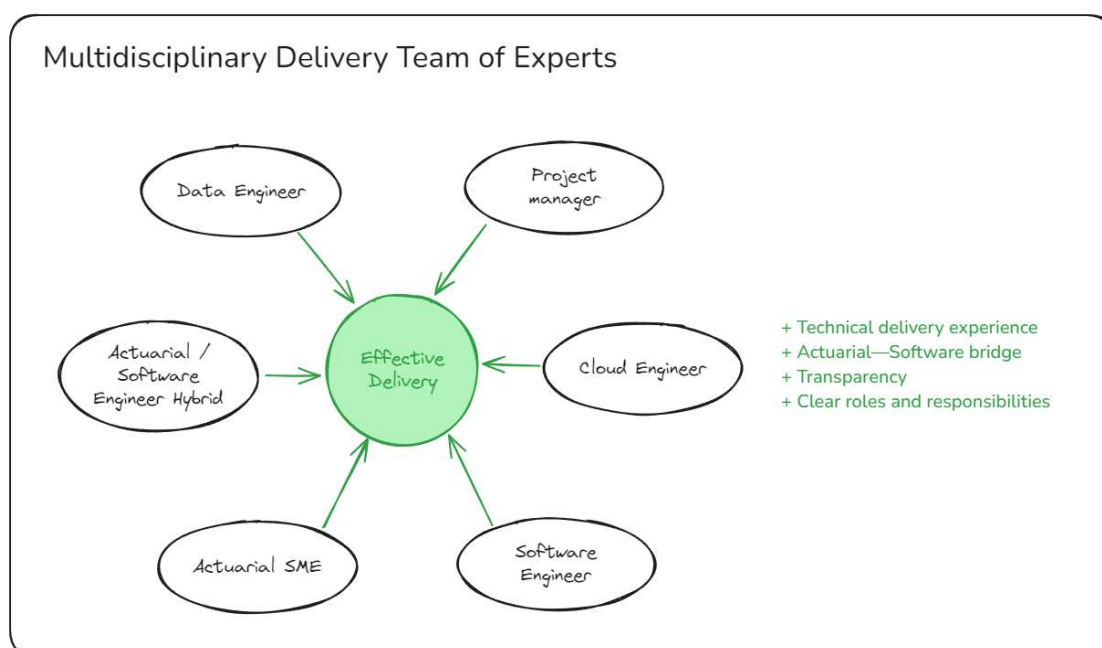 Multidisciplinary Delivery Team of Experts
Data Engineer
Project
manager
Actuarial /
Software
Engineer Hybrid
Effective
Delivery
Cloud Engineer
+ Technical delivery experience
+ Actuarial—Software bridge
+ Transparency
+ Clear roles and responsibilities
Actuarial SME
Software
Engineer